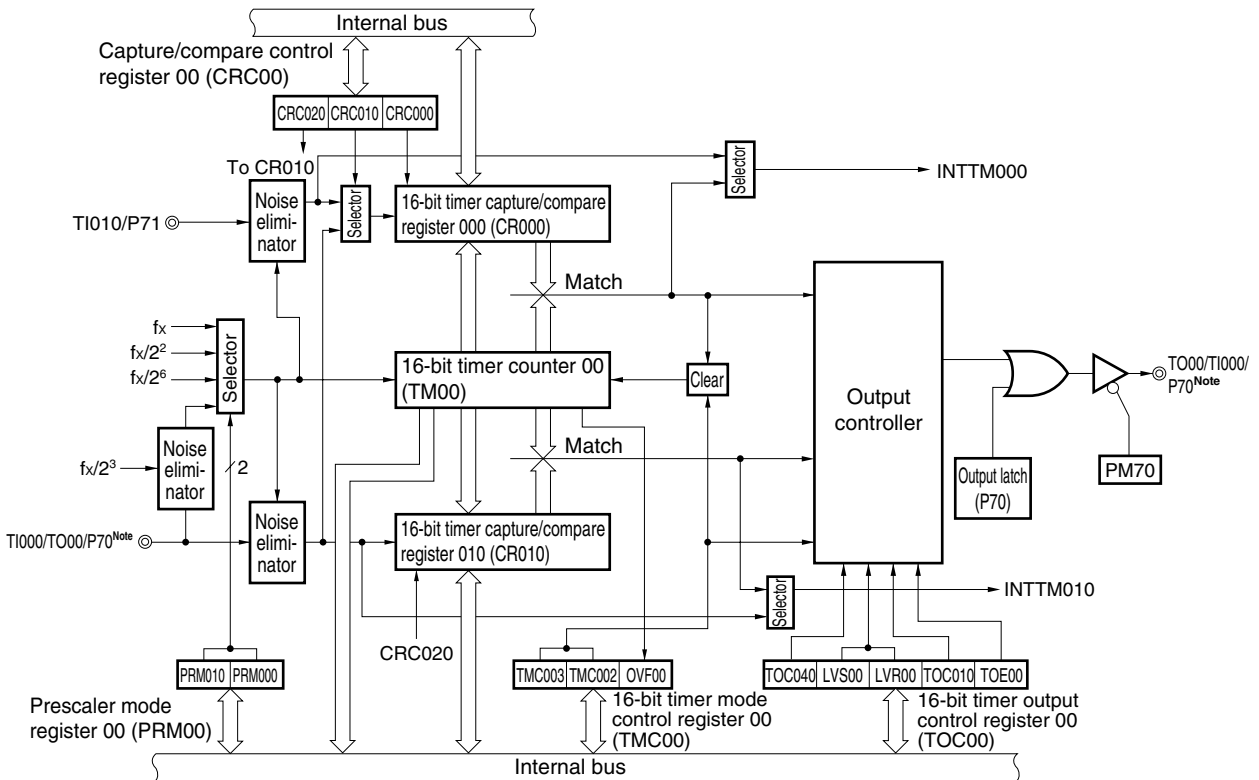 Internal bus
Capture/compare control
register 00 (CRC00)
CRC020 CRC010 CRC000
To CR010
Noise
elimi-
nator
Selector
TI010/P71
16-bit timer capture/compare
register 000 (CR000)
Selector
INTTM000
Match
fx
fx/2²
fx/2⁶
Selector
16-bit timer counter 00
(TM00)
Clear
Output
controller
TO00/TI000/
P70Note
fx/2³
Noise
elimi-
nator
2
Match
Output latch
(P70)
PM70
TI000/TO00/P70Note
Noise
elimi-
nator
16-bit timer capture/compare
register 010 (CR010)
Selector
INTTM010
CRC020
PRM010 PRM000
TMC003 TMC002 OVF00
TOC040 LVS00 LVR00 TOC010 TOE00
Prescaler mode
register 00 (PRM00)
16-bit timer mode
control register 00
(TMC00)
16-bit timer output
control register 00
(TOC00)
Internal bus